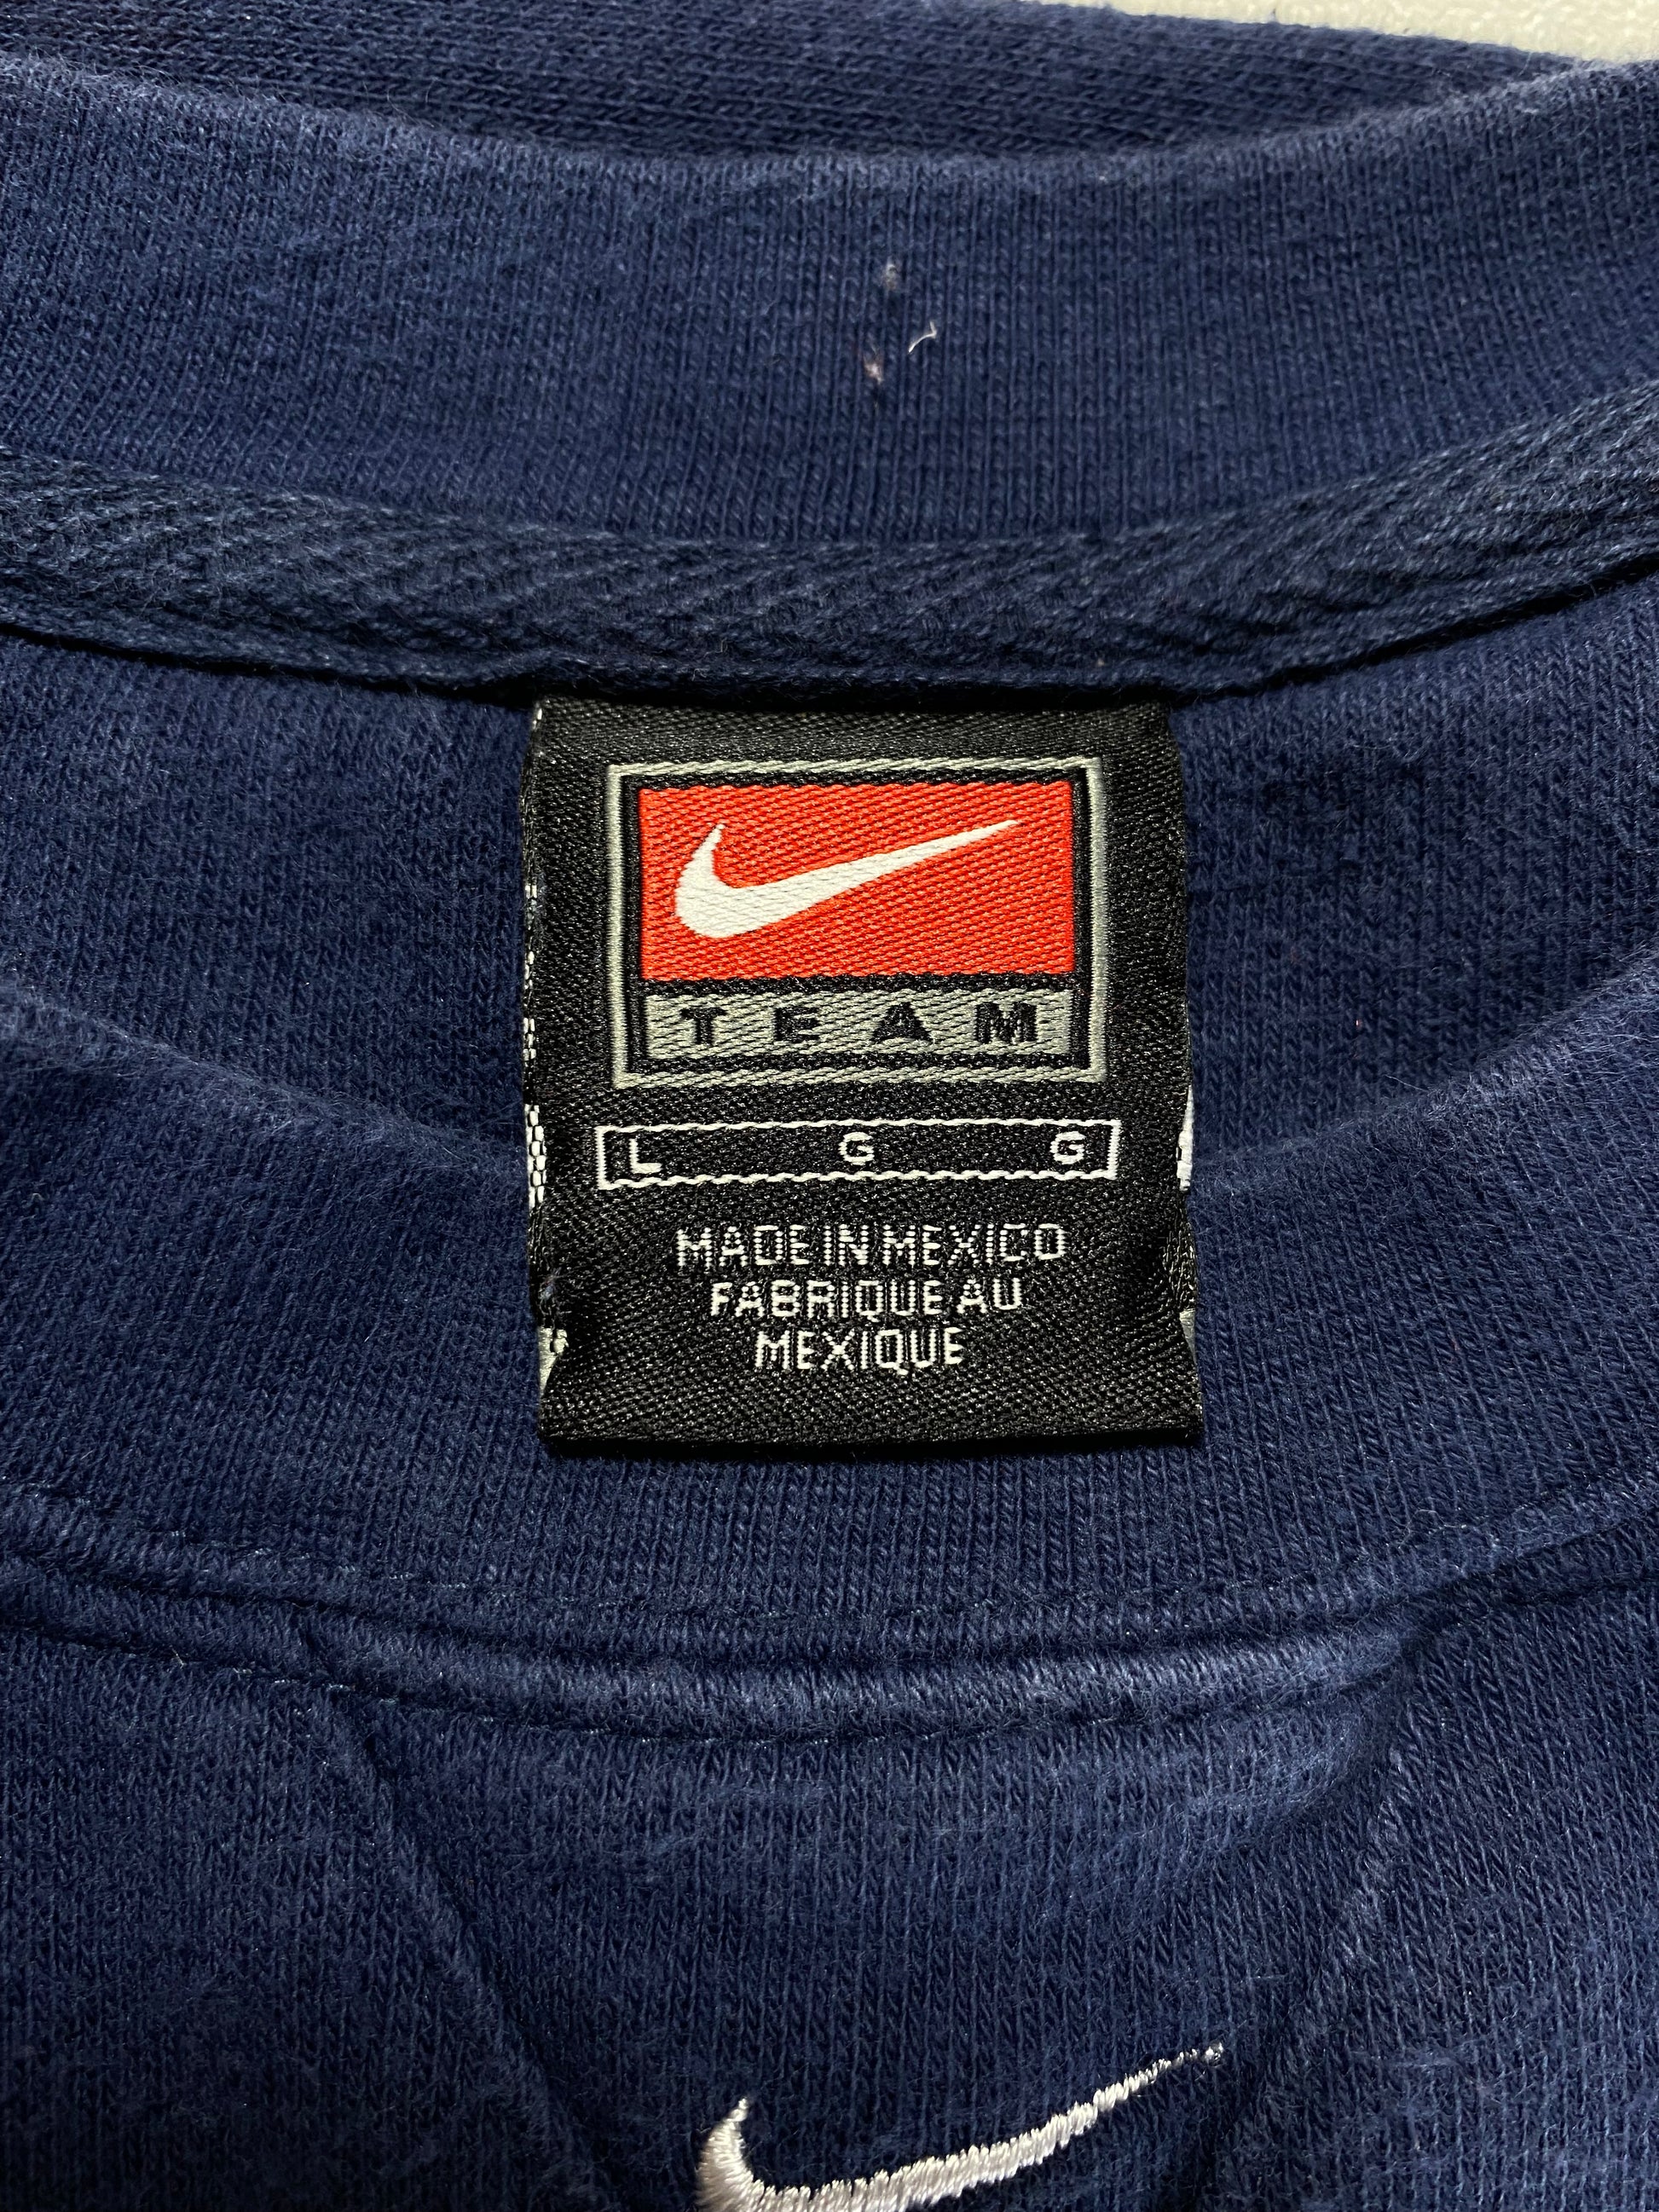 TEAM
L G G
MADE IN MEXICO
FABRIQUE AU
MEXIQUE